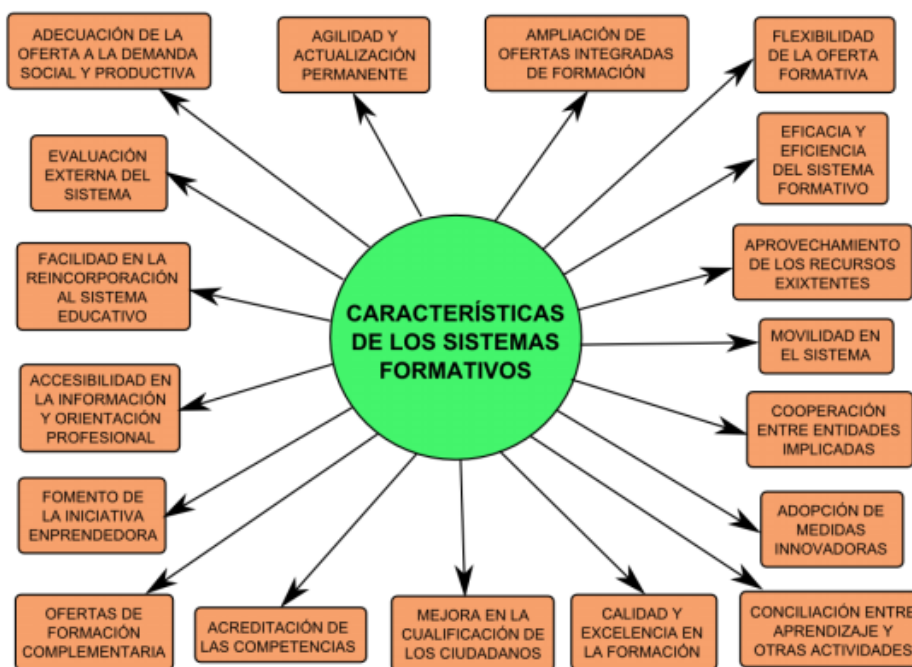 ADECUACIÓN DE LA
OFERTA A LA DEMANDA
SOCIAL Y PRODUCTIVA
AGILIDAD Y
ACTUALIZACIÓN
PERMANENTE
AMPLIACIÓN DE
OFERTAS INTEGRADAS
DE FORMACIÓN
FLEXIBILIDAD
DE LA OFERTA
FORMATIVA
EVALUACIÓN
EXTERNA DEL
SISTEMA
EFICACIA Y
EFICIENCIA
DEL SISTEMA
FORMATIVO
FACILIDAD EN LA
REINCORPORACIÓN
AL SISTEMA
EDUCATIVO
APROVECHAMIENTO
DE LOS RECURSOS
EXIXTENTES
CARACTERÍSTICAS
DE LOS SISTEMAS
FORMATIVOS
MOVILIDAD EN
EL SISTEMA
ACCESIBILIDAD EN
LA INFORMACIÓN
Y ORIENTACIÓN
PROFESIONAL
COOPERACIÓN
ENTRE ENTIDADES
IMPLICADAS
FOMENTO DE
LA INICIATIVA
ENPRENDEDORA
ADOPCIÓN DE
MEDIDAS
INNOVADORAS
OFERTAS DE
FORMACIÓN
COMPLEMENTARIA
ACREDITACIÓN DE
LAS COMPETENCIAS
MEJORA EN LA
CUALIFICACIÓN DE
LOS CIUDADANOS
CALIDAD Y
EXCELENCIA EN
LA FORMACIÓN
CONCILIACIÓN ENTRE
APRENDIZAJE Y
OTRAS ACTIVIDADES